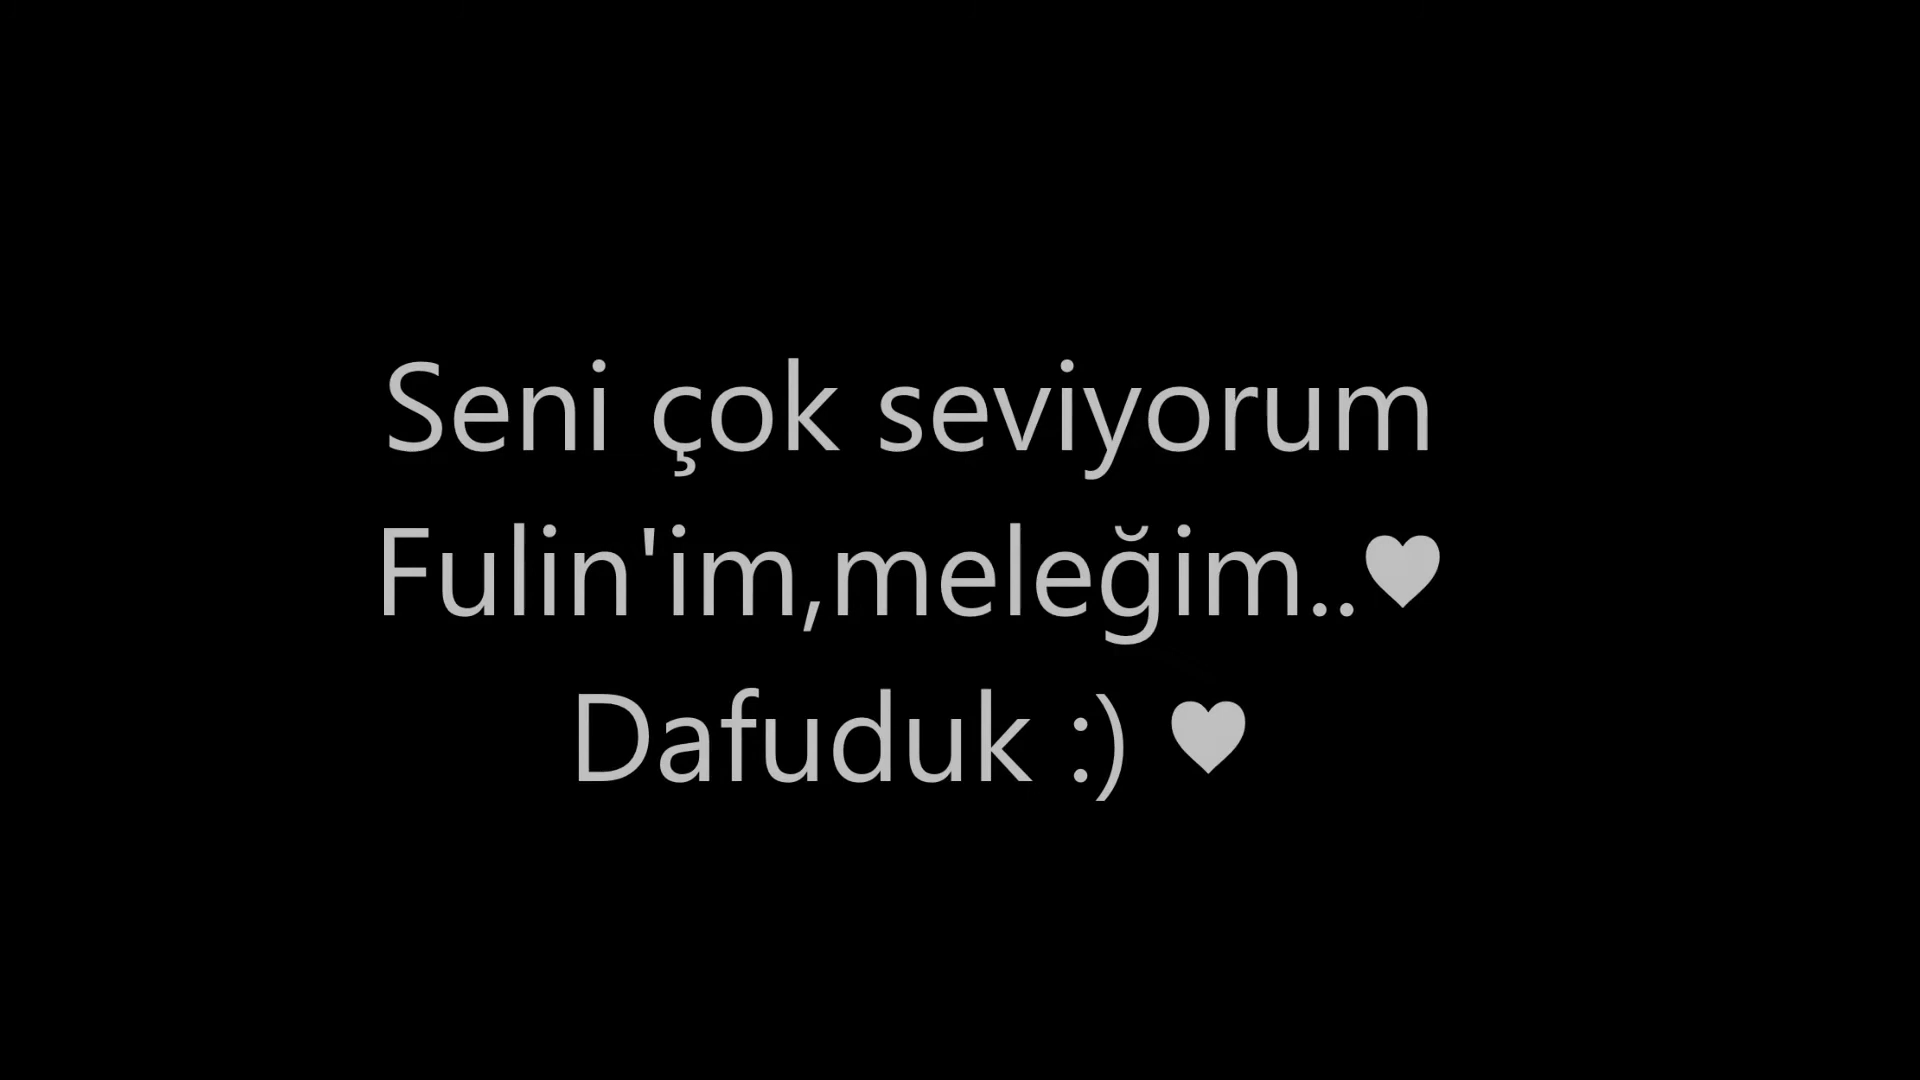 Seni çok seviyorum
Fulin'im,meleğim..♥
Dafuduk :) ♥